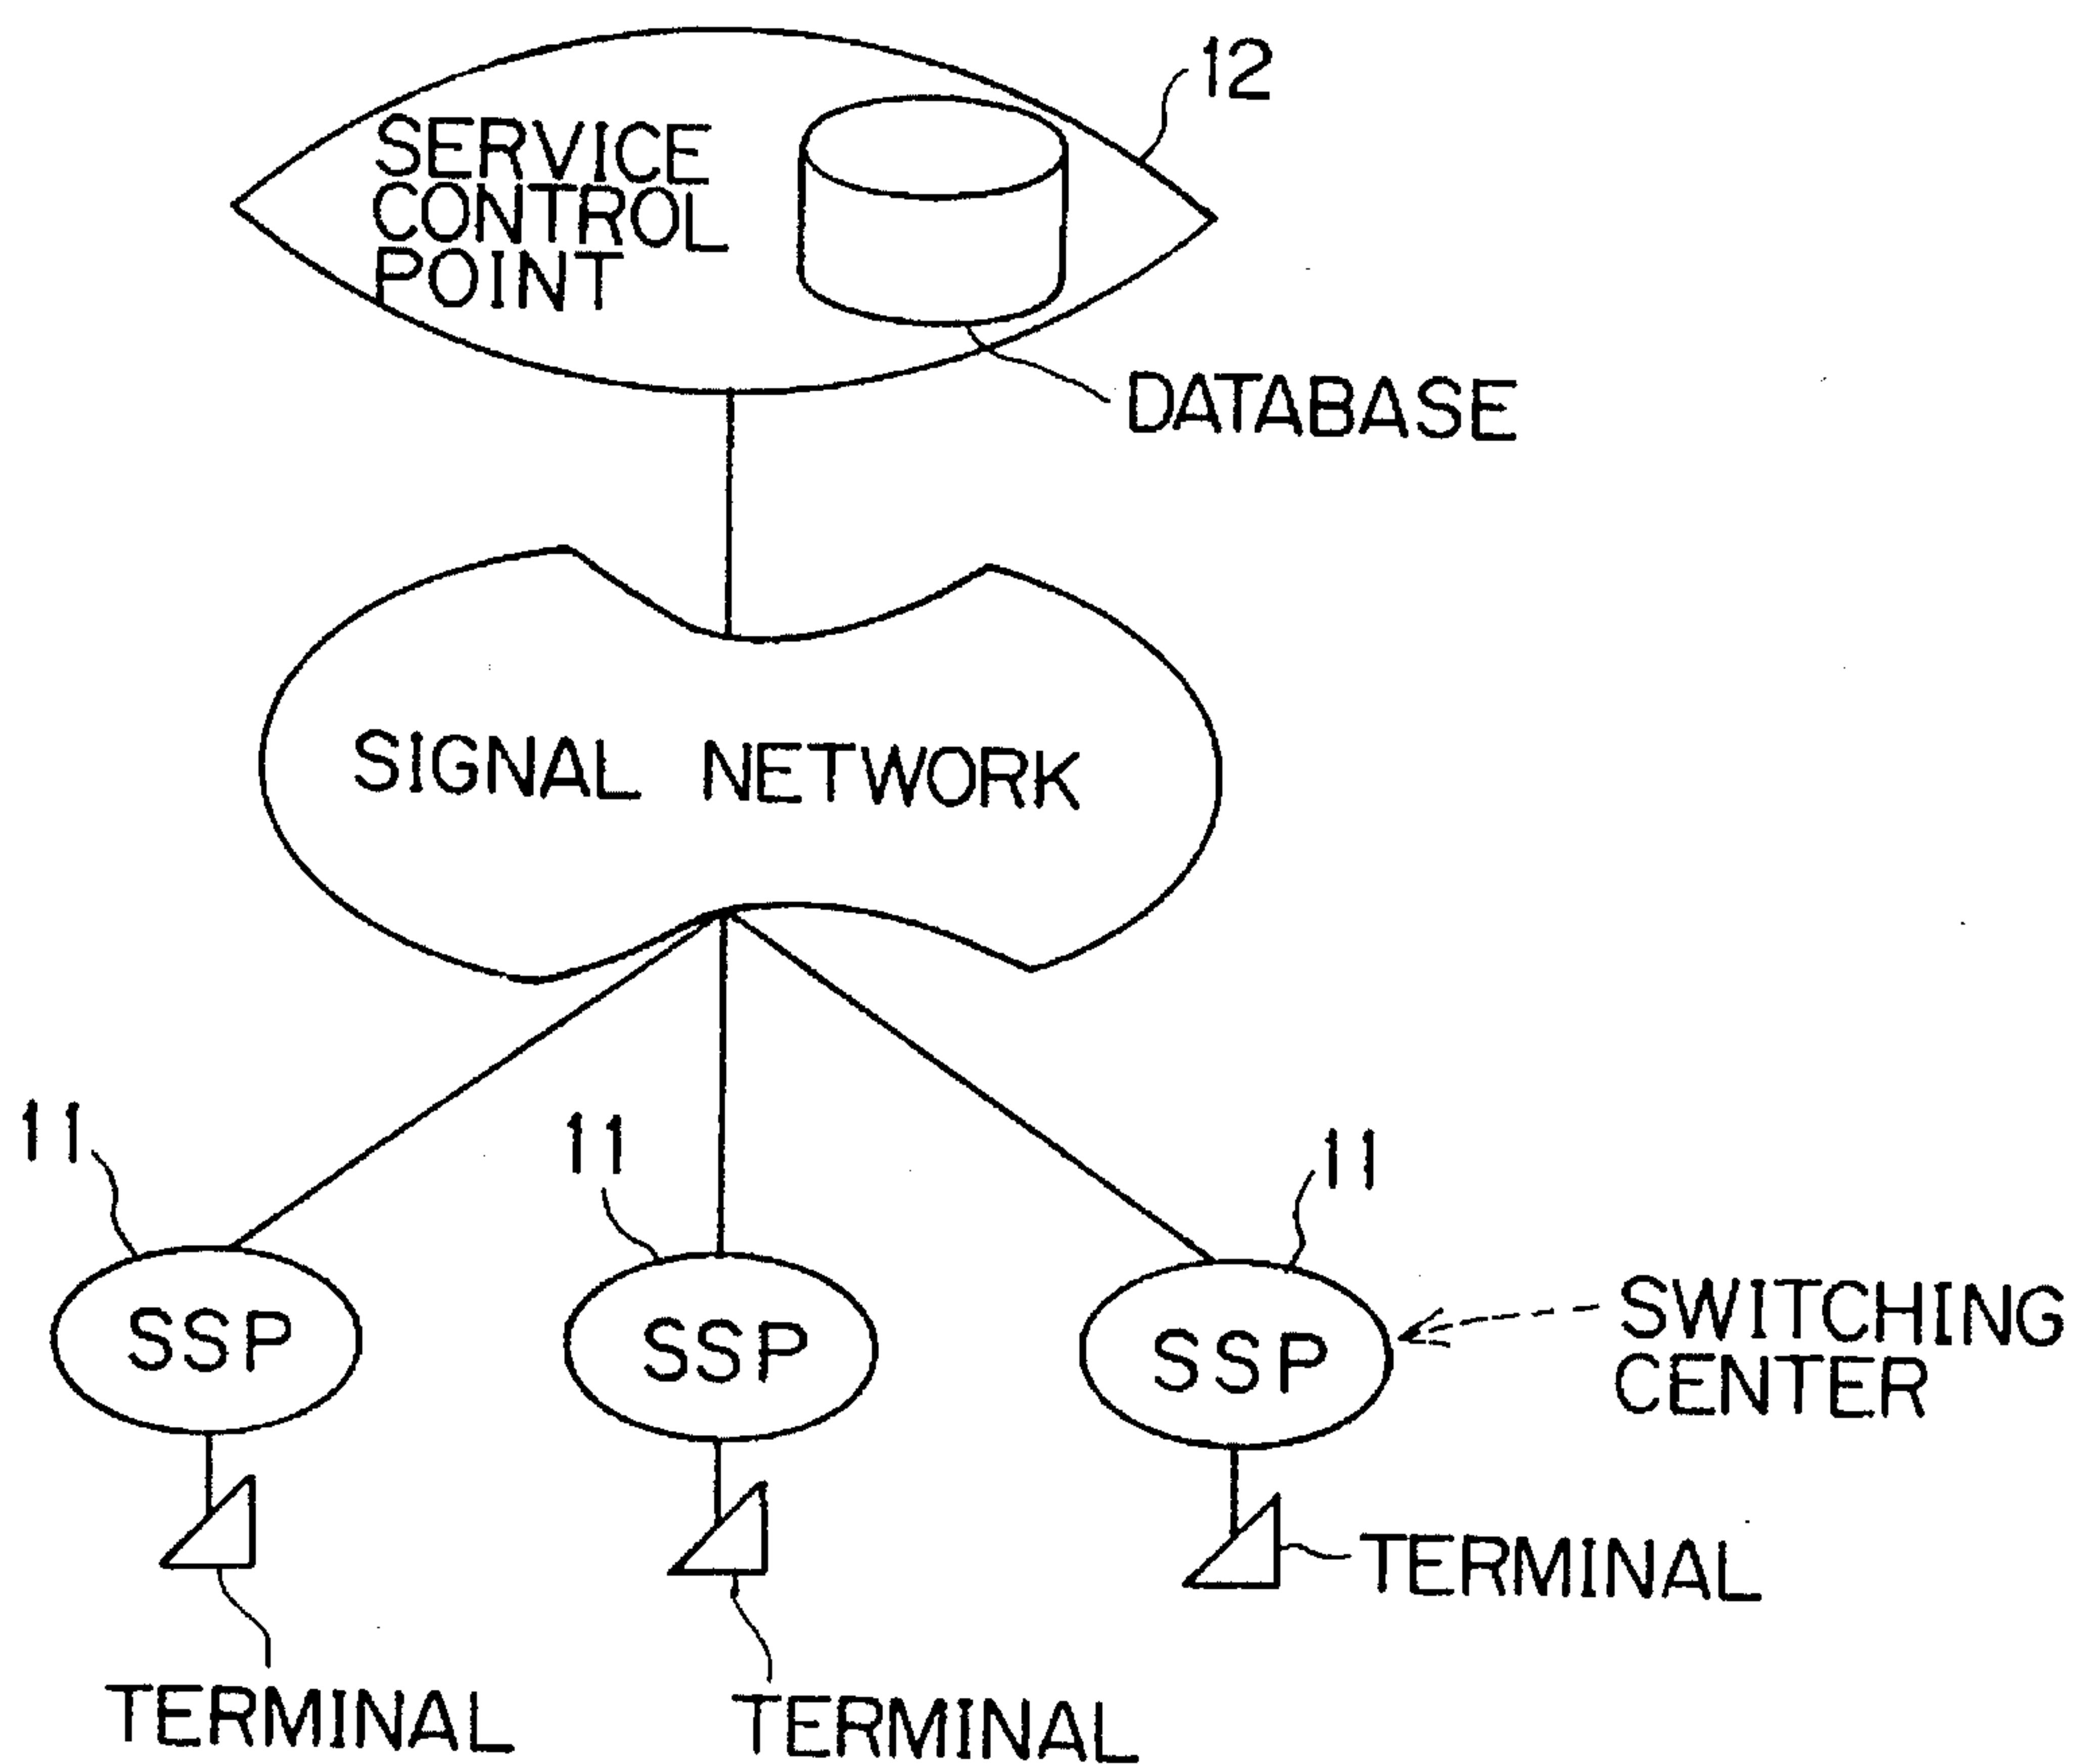 12
SERVICE
CONTROL
POINT
DATABASE
SIGNAL NETWORK
11
11
11
SSP
SSP
SSP
SWITCHING
CENTER
TERMINAL
TERMINAL
TERMINAL